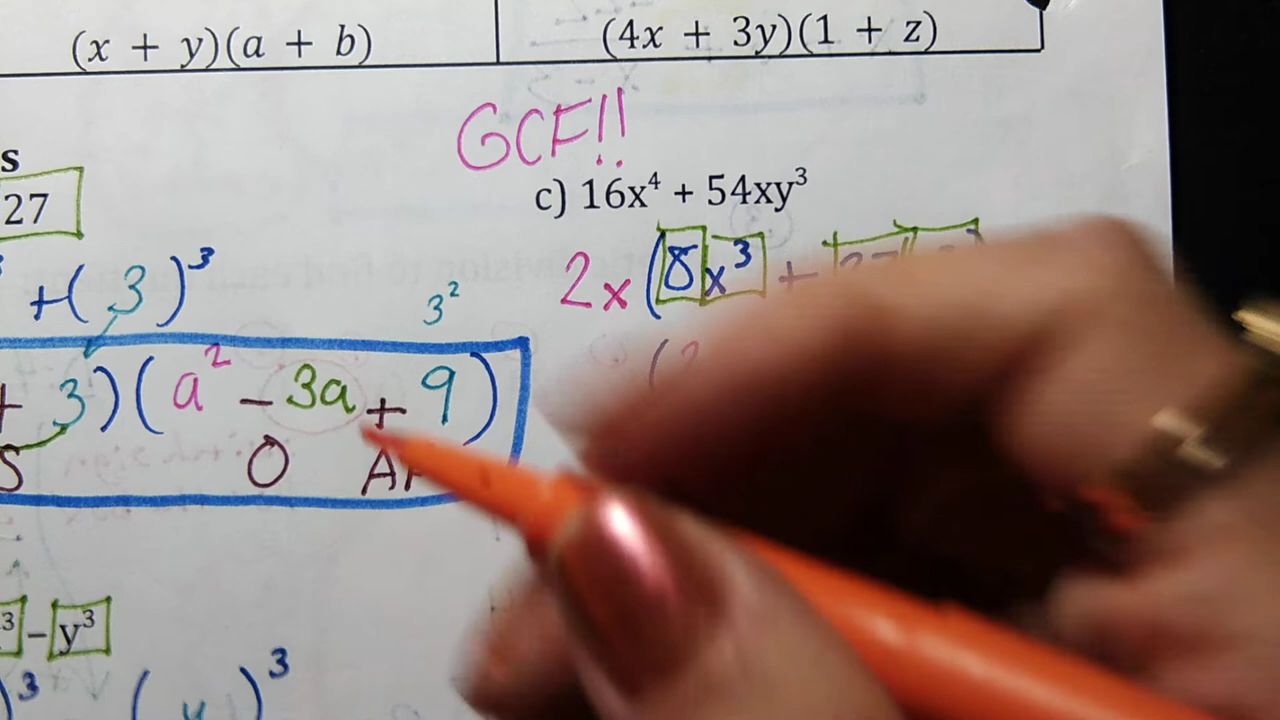 (x + y)(a + b)
(4x + 3y)(1 + z)
GCF!!
s
27
c) 16x⁴ + 54xy³
2x (8x³ +
+ ( 3 )³
3²
+ 3)(a² - 3a + 9)
S O
³ - y³
)³ ( y )³